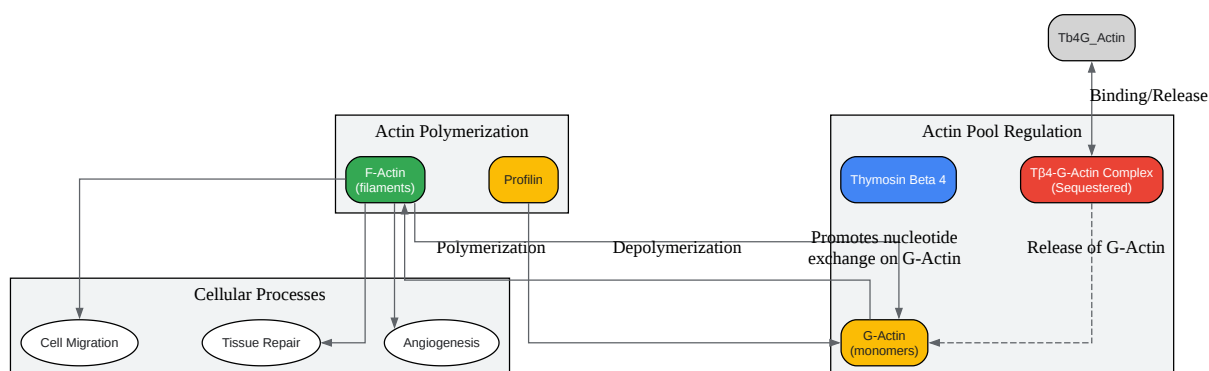 Tb4G_Actin
Binding/Release
Actin Polymerization
Actin Pool Regulation
F-Actin
(filaments)
Profilin
Thymosin Beta 4
Tβ4-G-Actin Complex
(Sequestered)
Polymerization
Depolymerization
Promotes nucleotide
exchange on G-Actin
Release of G-Actin
Cellular Processes
Cell Migration
Tissue Repair
Angiogenesis
G-Actin
(monomers)